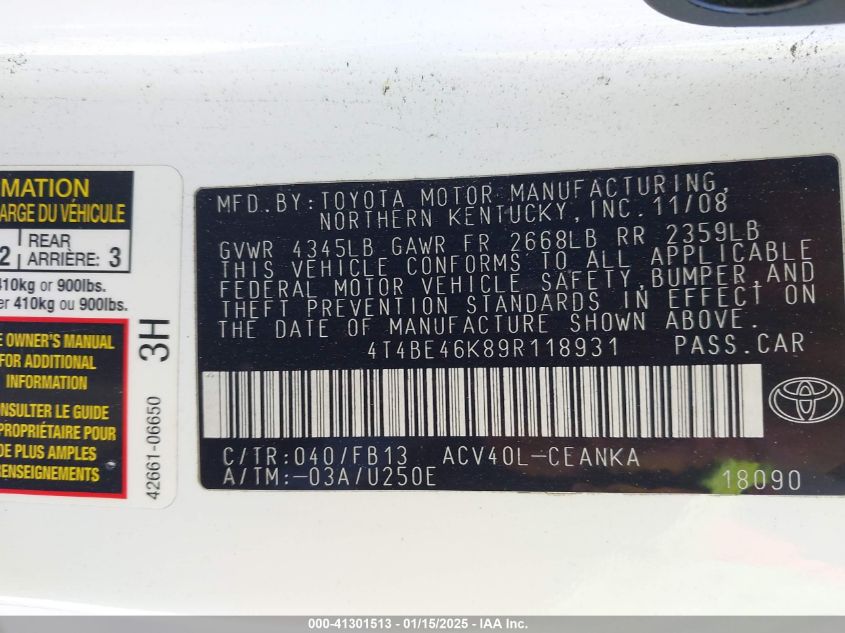 MATION
ARGE DU VÉHICULE
2 REAR
ARRIÈRE: 3
410kg or 900lbs.
er 410kg ou 900lbs.
E OWNER'S MANUAL
FOR ADDITIONAL
INFORMATION
NSULTER LE GUIDE
PROPRIÉTAIRE POUR
DE PLUS AMPLES
RENSEIGNEMENTS
3H
42661-06650
MFD.BY:TOYOTA MOTOR MANUFACTURING,
NORTHERN KENTUCKY,INC.11/08
GVWR 4345LB GAWR FR 2668LB RR 2359LB
THIS VEHICLE CONFORMS TO ALL APPLICABLE
FEDERAL MOTOR VEHICLE SAFETY,BUMPER,AND
THEFT PREVENTION STANDARDS IN EFFECT ON
THE DATE OF MANUFACTURE SHOWN ABOVE.
4T4BE46K89R118931 PASS.CAR
C/TR:040/FB13 ACV40L-CEANKA
A/TM:-03A/U250E
18090
TOYOTA
000-41301513 - 01/15/2025 - IAA Inc.